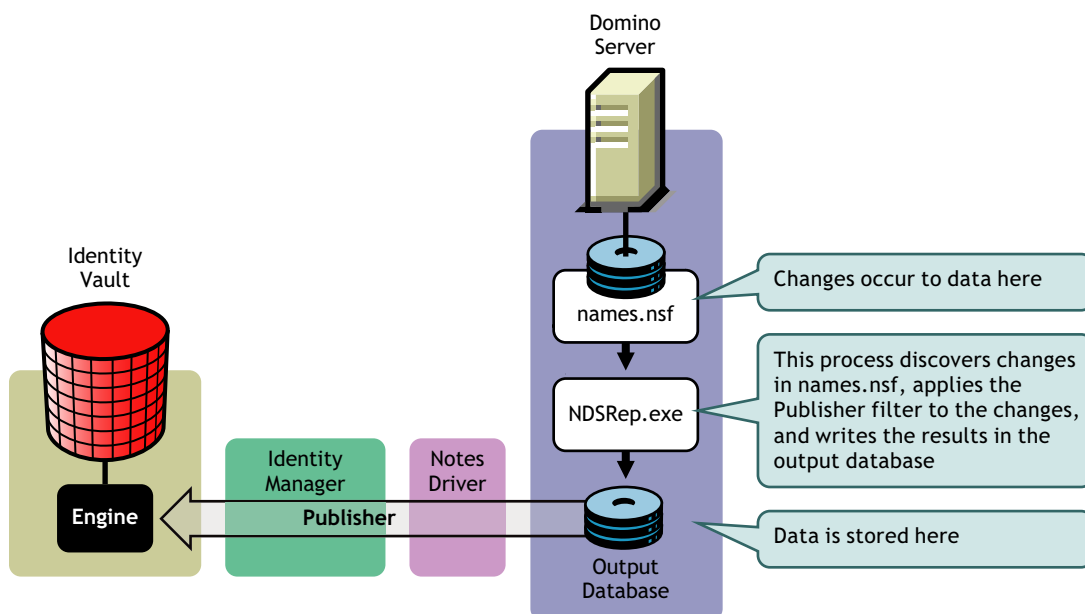 Domino
Server
Identity
Vault
names.nsf
Changes occur to data here
NDSRep.exe
This process discovers changes
in names.nsf, applies the
Publisher filter to the changes,
and writes the results in the
output database
Identity
Manager
Notes
Driver
Engine
Publisher
Data is stored here
Output
Database